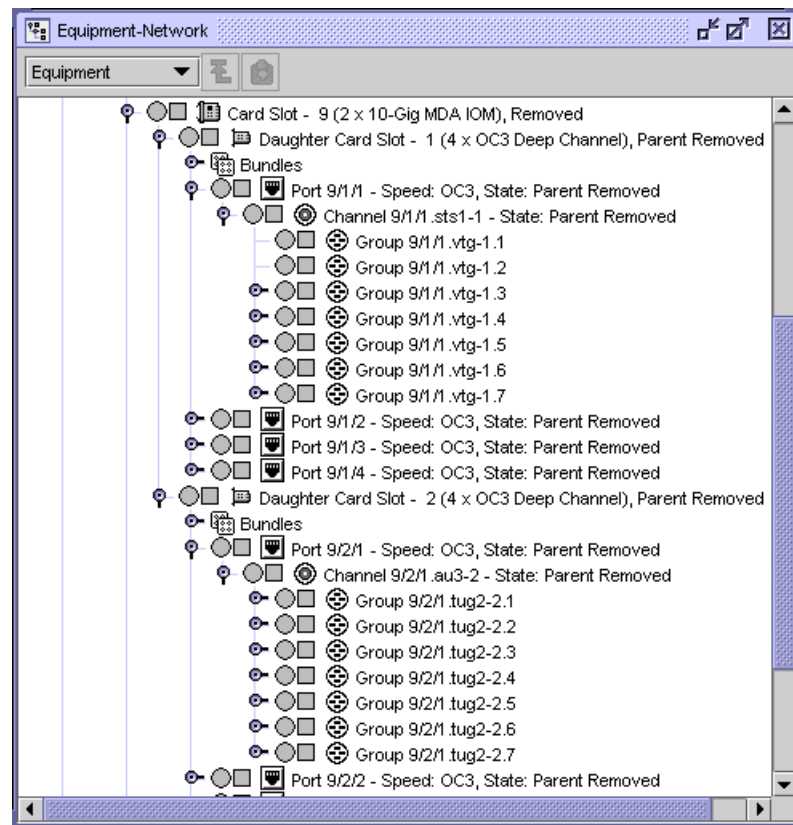 Equipment-Network
Equipment
Card Slot - 9 (2 x 10-Gig MDA IOM), Removed
Daughter Card Slot - 1 (4 x OC3 Deep Channel), Parent Removed
Bundles
Port 9/1/1 - Speed: OC3, State: Parent Removed
Channel 9/1/1.sts1-1 - State: Parent Removed
Group 9/1/1.vtg-1.1
Group 9/1/1.vtg-1.2
Group 9/1/1.vtg-1.3
Group 9/1/1.vtg-1.4
Group 9/1/1.vtg-1.5
Group 9/1/1.vtg-1.6
Group 9/1/1.vtg-1.7
Port 9/1/2 - Speed: OC3, State: Parent Removed
Port 9/1/3 - Speed: OC3, State: Parent Removed
Port 9/1/4 - Speed: OC3, State: Parent Removed
Daughter Card Slot - 2 (4 x OC3 Deep Channel), Parent Removed
Bundles
Port 9/2/1 - Speed: OC3, State: Parent Removed
Channel 9/2/1.au3-2 - State: Parent Removed
Group 9/2/1.tug2-2.1
Group 9/2/1.tug2-2.2
Group 9/2/1.tug2-2.3
Group 9/2/1.tug2-2.4
Group 9/2/1.tug2-2.5
Group 9/2/1.tug2-2.6
Group 9/2/1.tug2-2.7
Port 9/2/2 - Speed: OC3, State: Parent Removed